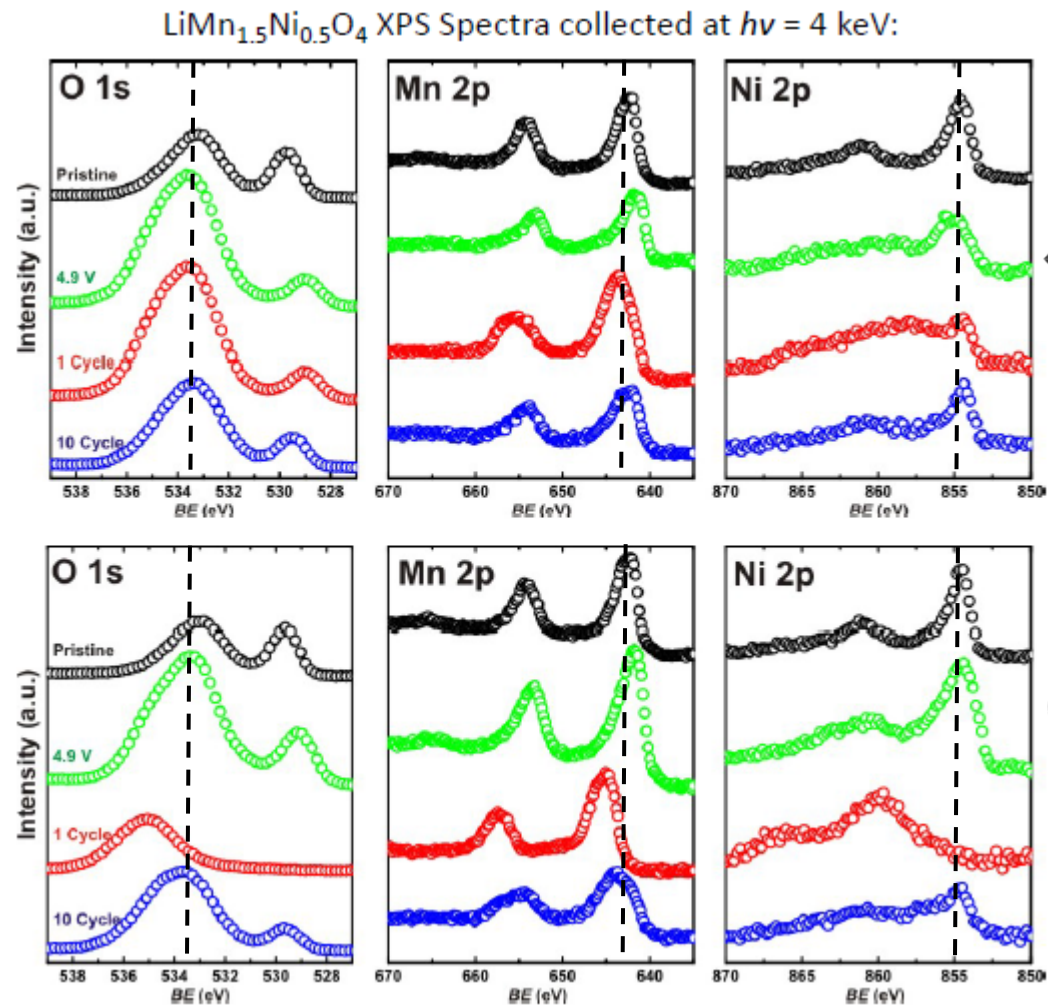 LiMn1.5Ni0.5O4 XPS Spectra collected at hν = 4 keV:
O 1s
Mn 2p
Ni 2p
Pristine
4.9 V
1 Cycle
10 Cycle
Intensity (a.u.)
538 536 534 532 530 528
670 660 650 640
870 865 860 855 850
BE (eV)
BE (eV)
BE (eV)
O 1s
Mn 2p
Ni 2p
Pristine
4.9 V
1 Cycle
10 Cycle
Intensity (a.u.)
538 536 534 532 530 528
670 660 650 640
870 860 855 850
BE (eV)
BE (eV)
BE (eV)